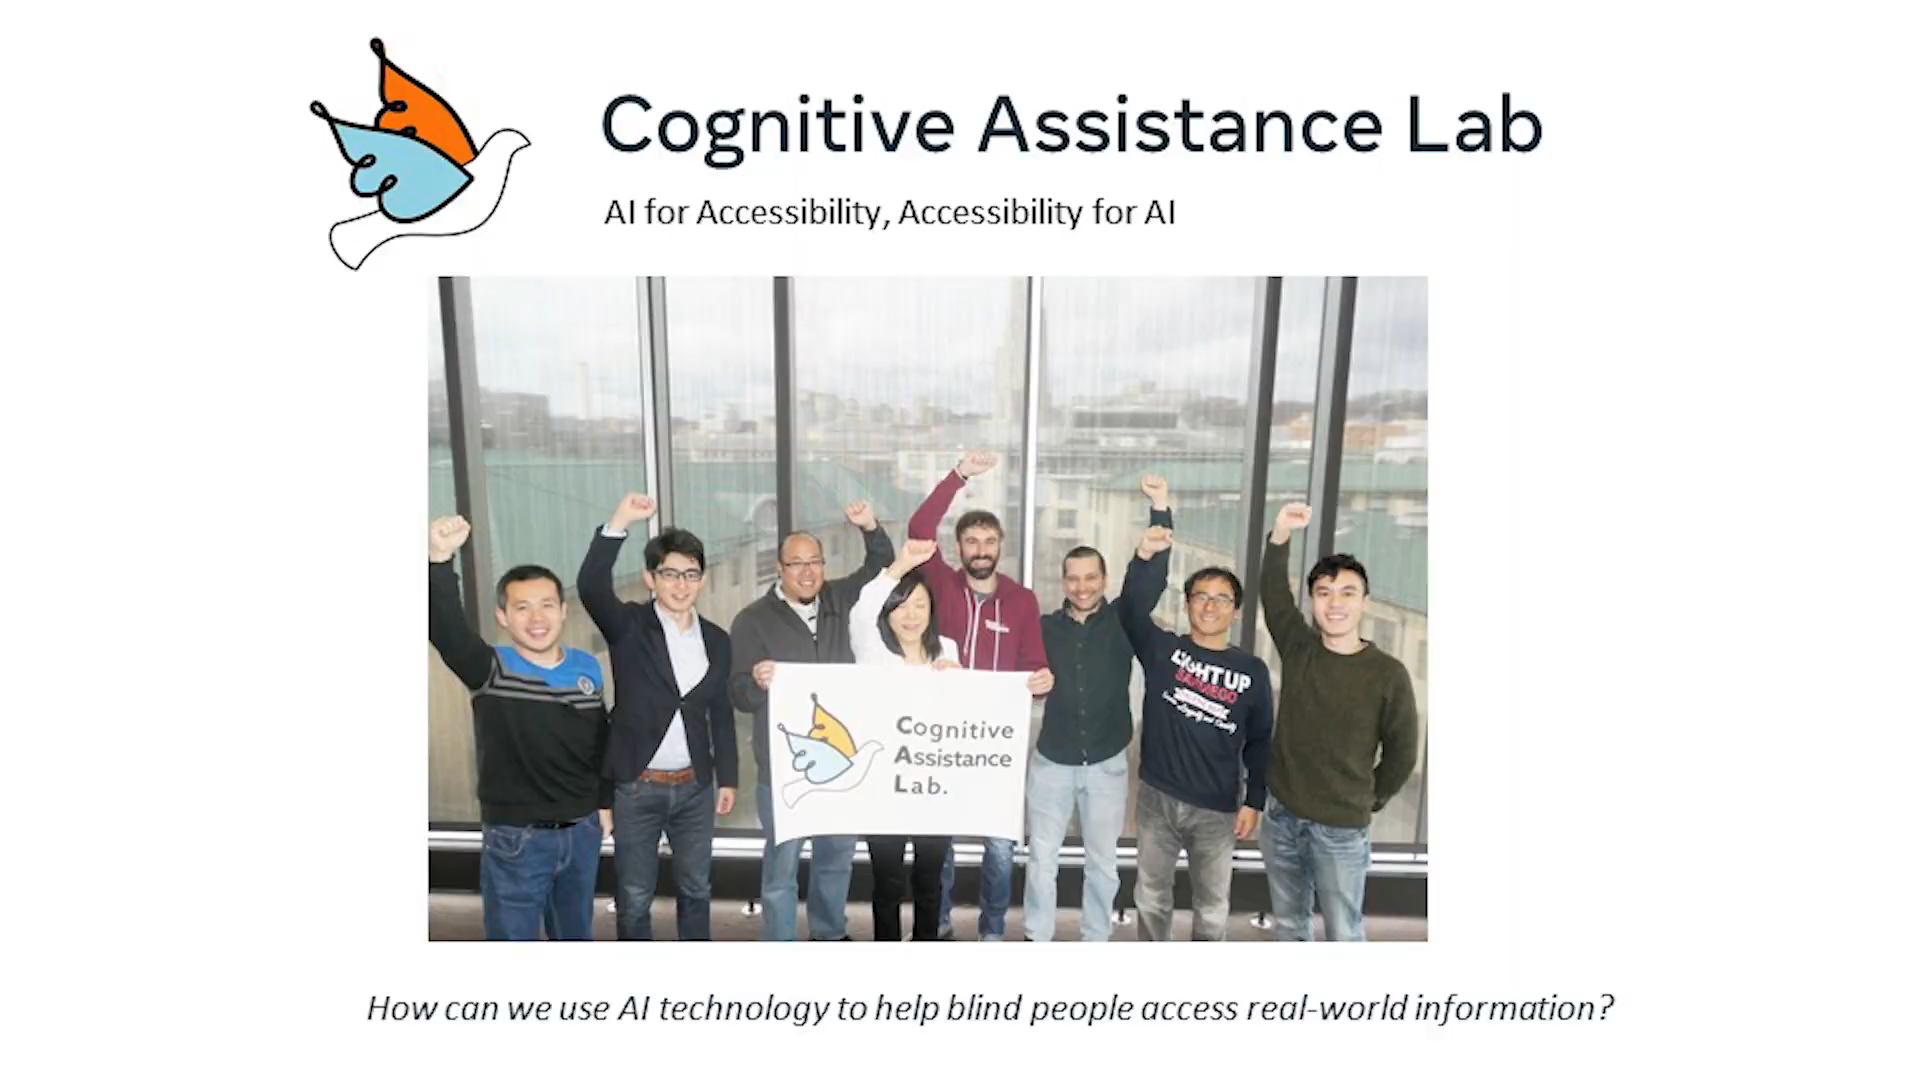 Cognitive Assistance Lab
AI for Accessibility, Accessibility for AI
Cognitive
Assistance
Lab.
LIGHT UP
How can we use AI technology to help blind people access real-world information?